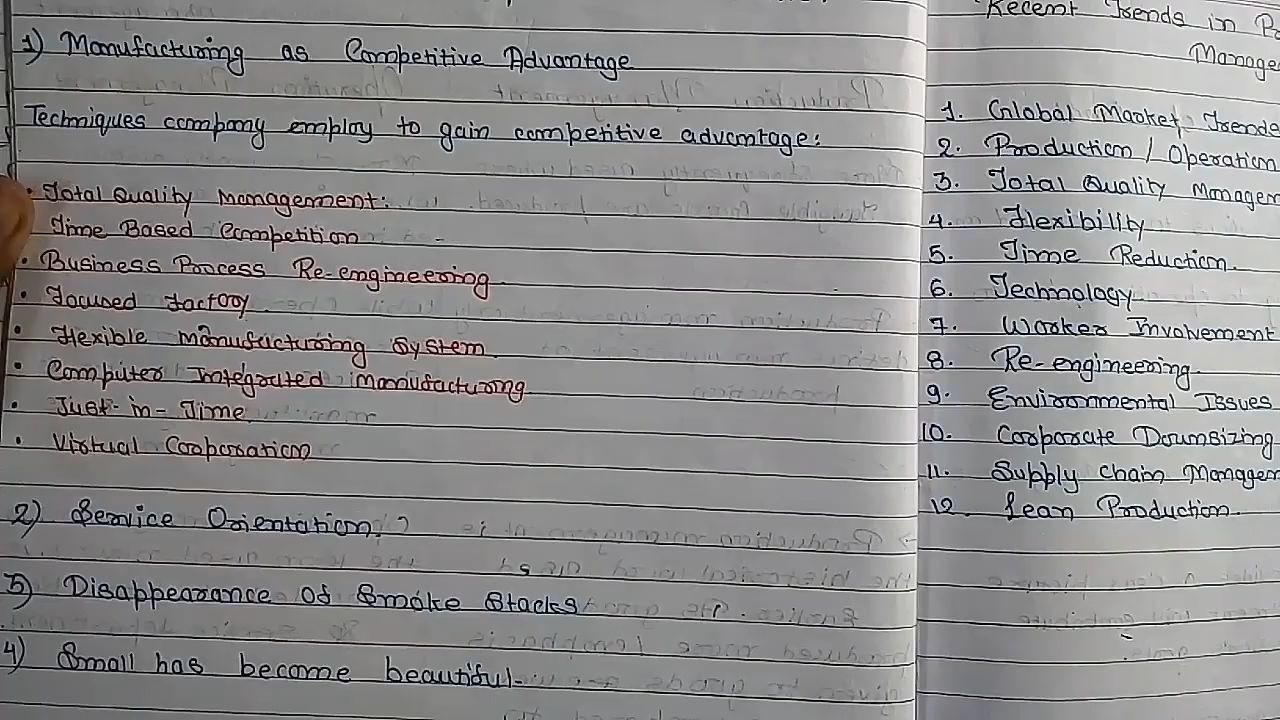 1) Manufacturing as Competitive Advantage
Techniques company employ to gain competitive advantage:
• Total Quality Management:
Time Based Competition
• Business Process Re-engineering
• Focused factory
• Flexible manufacturing System
• Computer Integrated manufacturing
• Just-in-Time
• Virtual Corporation
2) Service Orientation
3) Disappearance of Smoke Stacks
4) Small has become beautiful
Recent Trends in
1. Global Market Trends
2. Production / Operation
3. Total Quality
4. Flexibility
5. Time Reduction.
6. Technology
7. Worker Involvement
8. Re-engineering
9. Environmental Issues
10. Corporate Downsizing
11. Supply Chain
12. Lean Production.